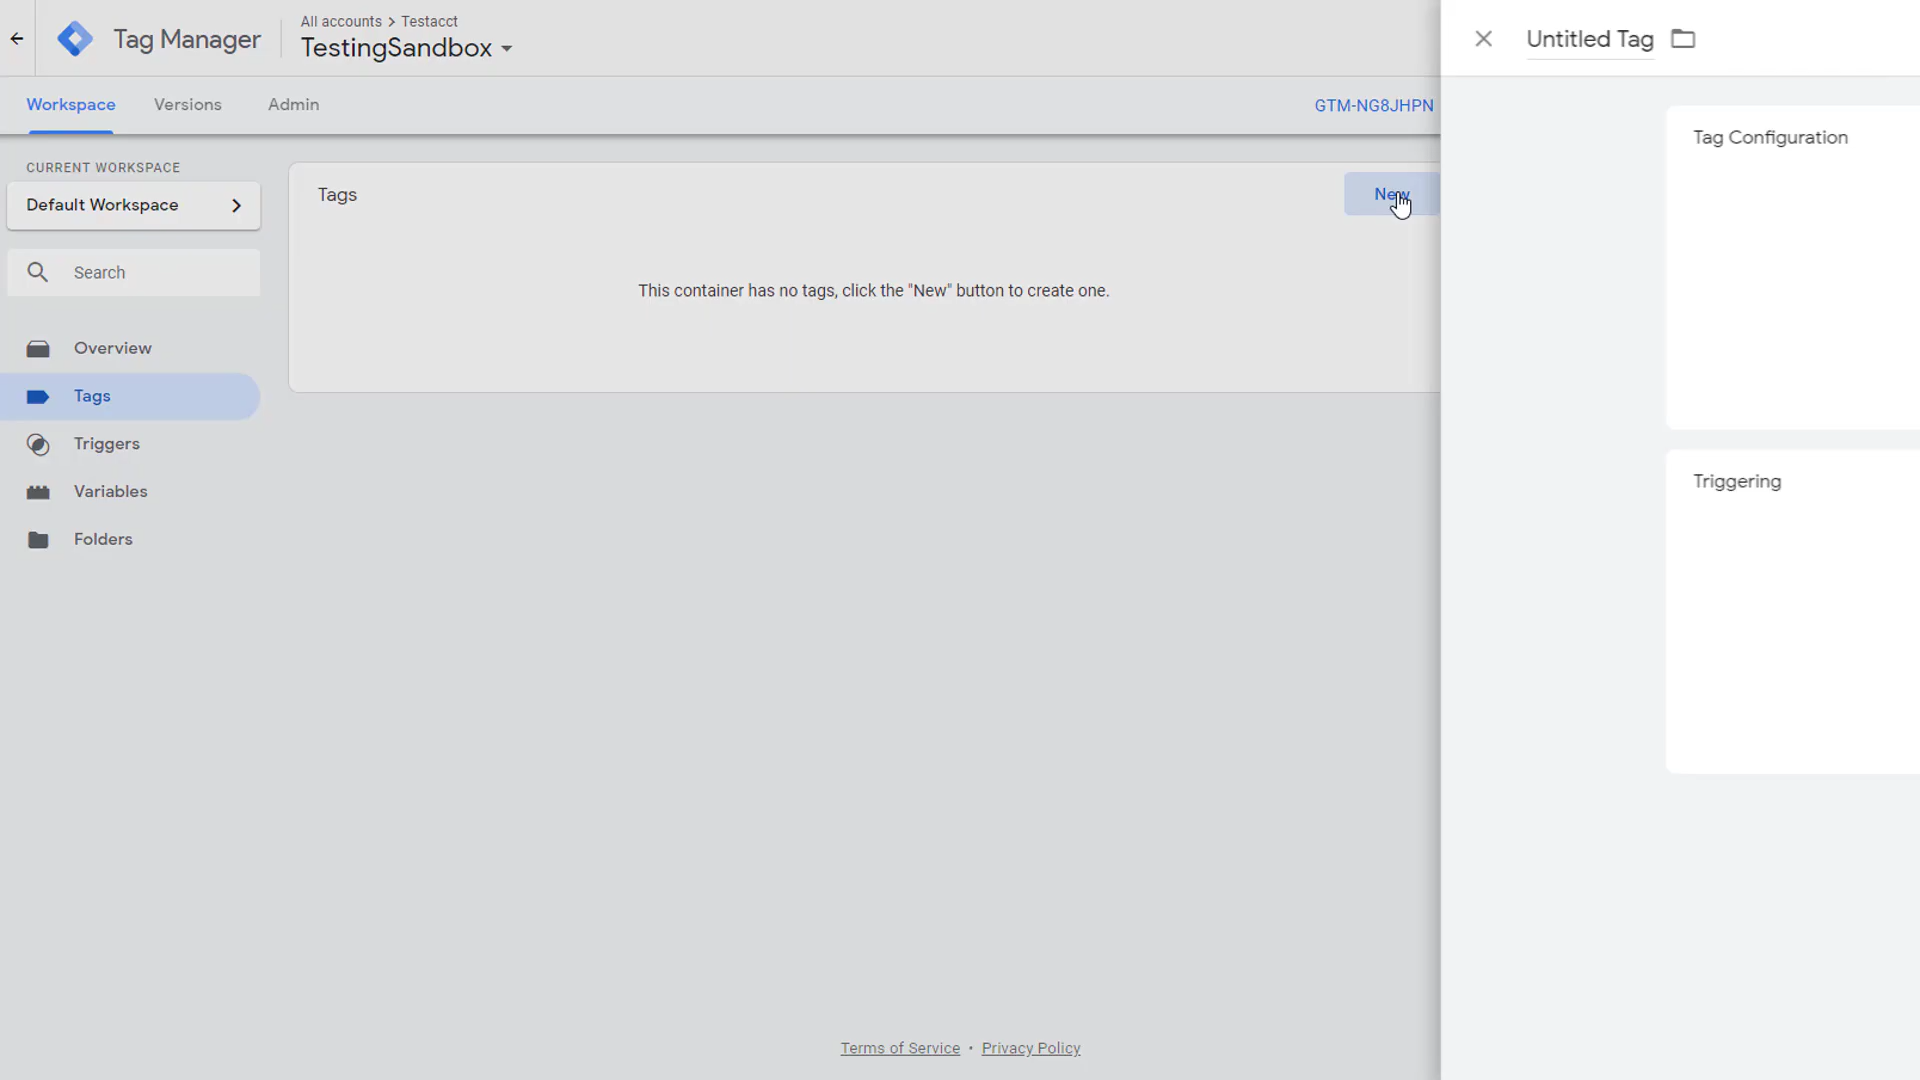 All accounts > Testacct
Tag Manager
TestingSandbox
Untitled Tag
Workspace
Versions
Admin
GTM-NG8JHPN
CURRENT WORKSPACE
Default Workspace
Search
Overview
Tags
Triggers
Variables
Folders
Tags
New
This container has no tags, click the "New" button to create one.
Tag Configuration
Triggering
Terms of Service • Privacy Policy